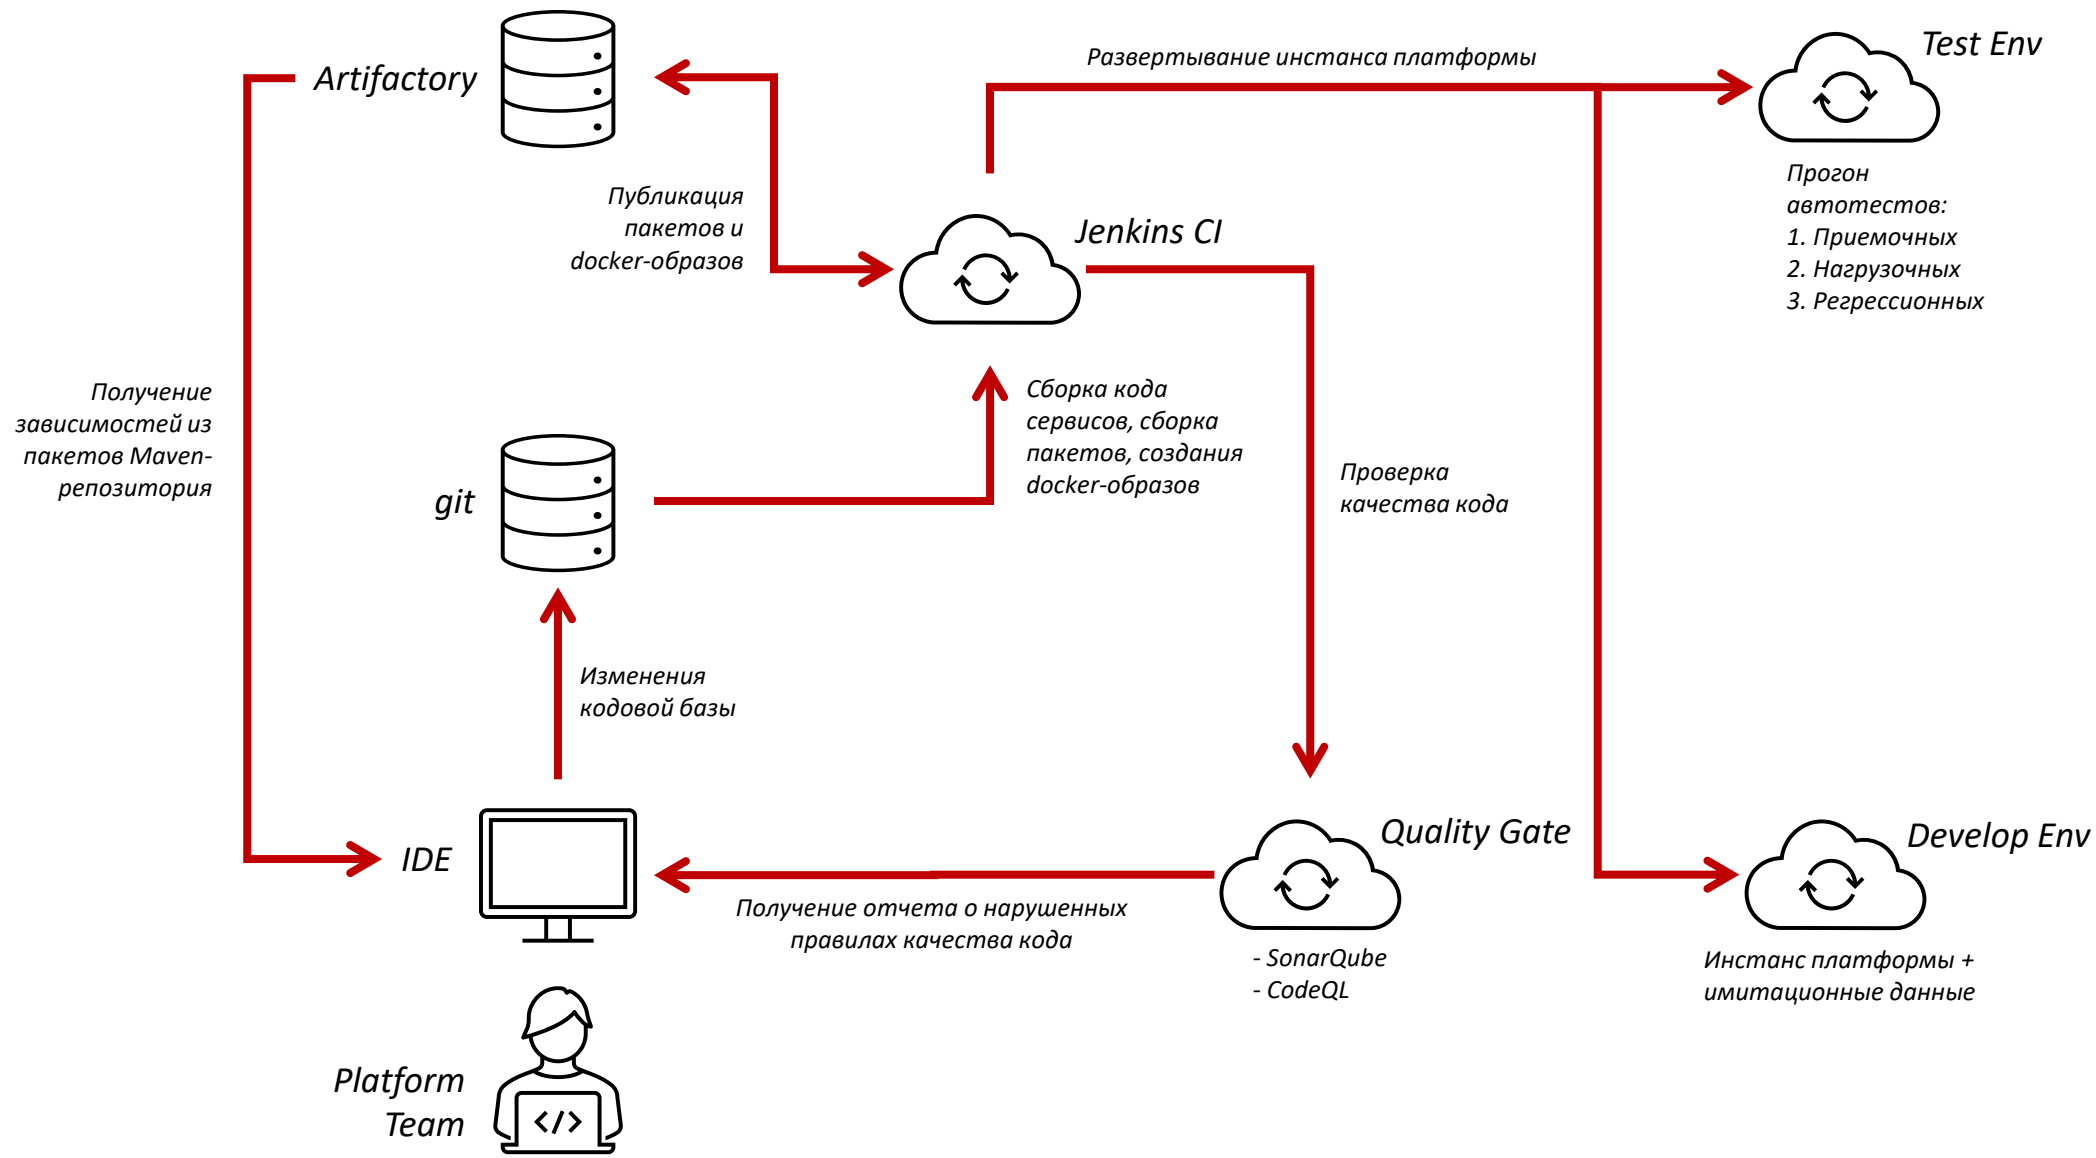 Artifactory
Развертывание инстанса платформы
Test Env
Прогон
автотестов:
1. Приемочных
2. Нагрузочных
3. Регрессионных
Публикация
пакетов и
docker-образов
Jenkins CI
Получение
зависимостей из
пакетов Maven-
репозитория
git
Сборка кода
сервисов, сборка
пакетов, создания
docker-образов
Проверка
качества кода
Изменения
кодовой базы
IDE
Получение отчета о нарушенных
правилах качества кода
Quality Gate
- SonarQube
- CodeQL
Develop Env
Инстанс платформы +
имитационные данные
Platform
Team